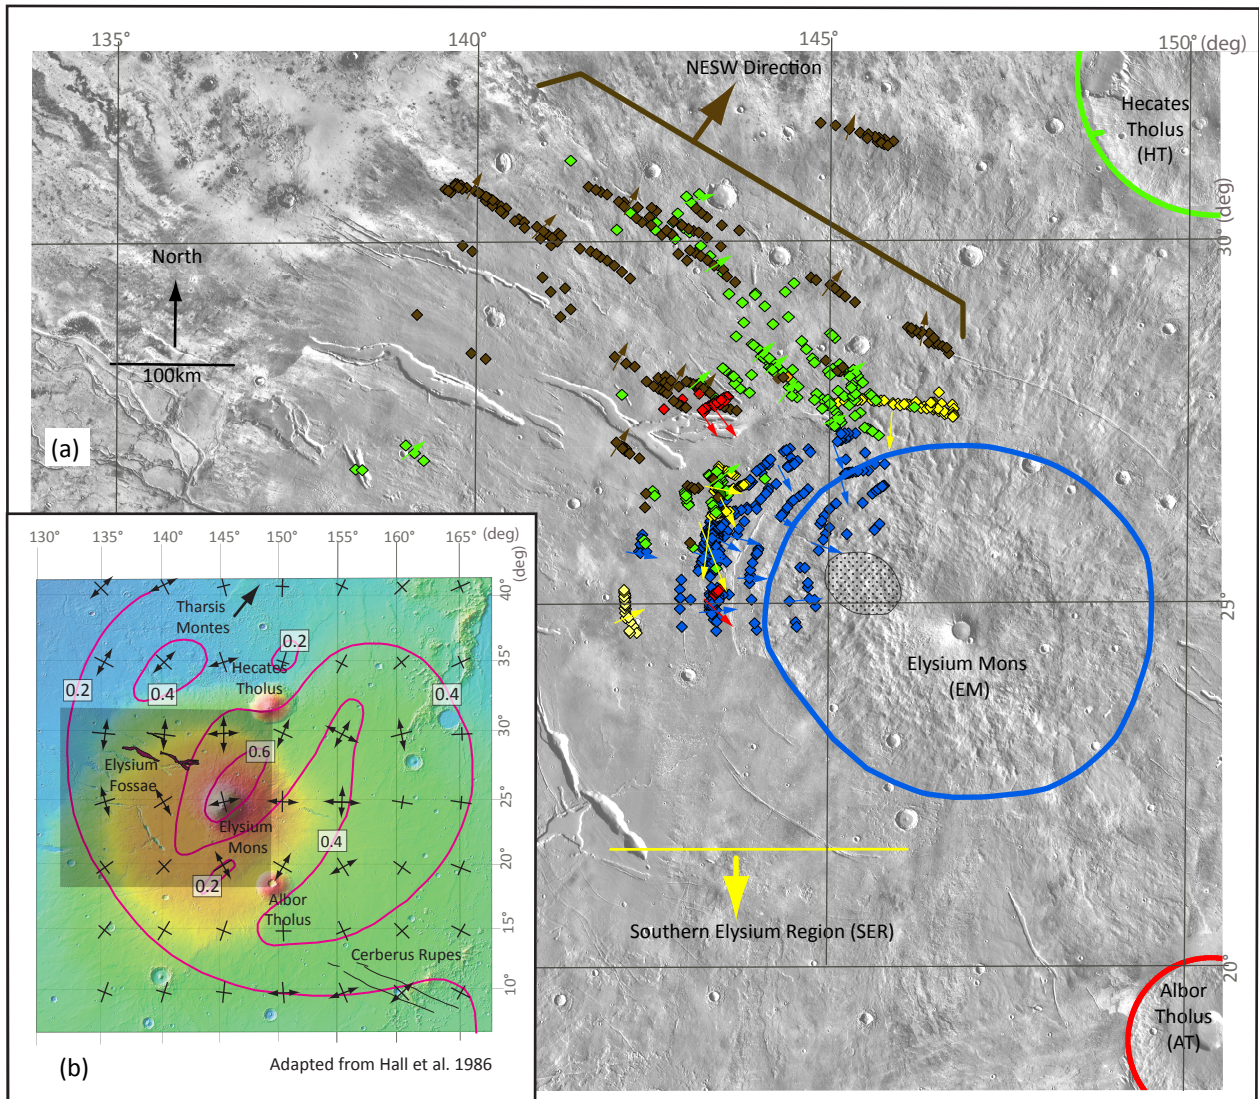 135°
140°
145°
150° (deg)
NESW Direction
Hecates
Tholus
(HT)
30° (deg)
North
100km
(a)
25°
Elysium Mons
(EM)
Southern Elysium Region (SER)
20°
Albor
Tholus
(AT)
130° 135° 140° 145° 150° 155° 160° 165° (deg)
(deg)
40°
35°
30°
25°
20°
15°
10°
Tharsis
Montes
0.2
Hecates
Tholus
0.2
0.4
0.4
0.6
Elysium
Fossae
Elysium
Mons
0.4
0.2
Albor
Tholus
Cerberus Rupes
(b)
Adapted from Hall et al. 1986